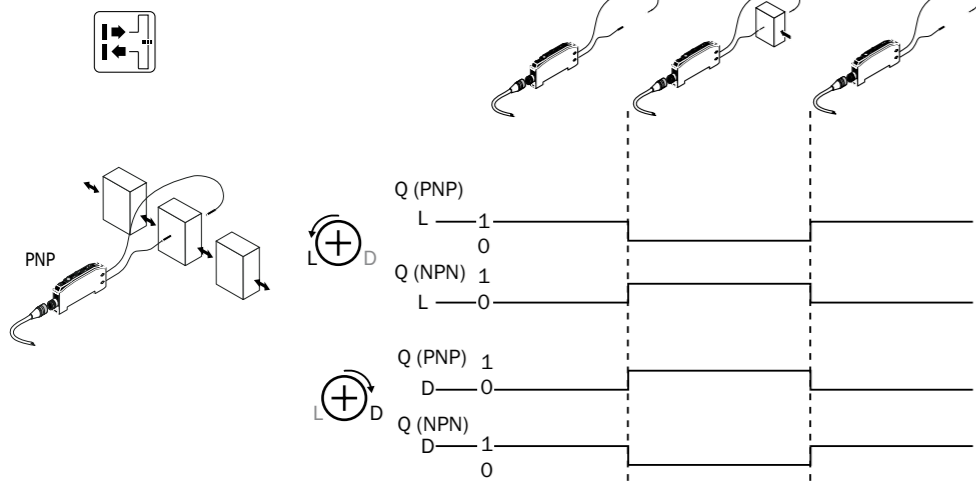 PNP
Q (PNP)
L 1
0
L D
Q (NPN) 1
L 0
Q (PNP) 1
D 0
L D
Q (NPN)
D 1
0